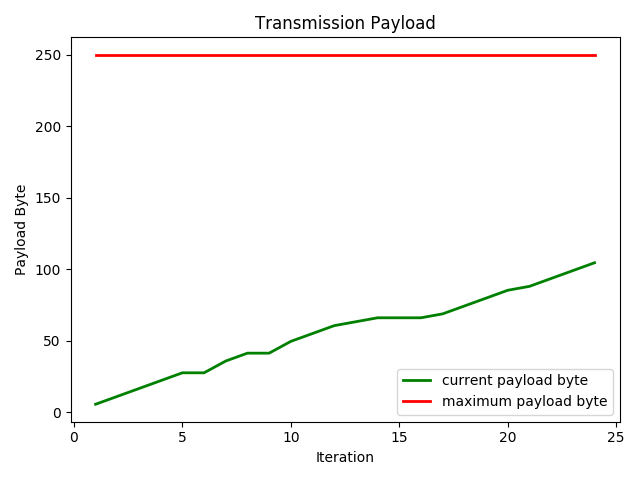 Transmission Payload
Payload Byte
250
200
150
100
50
0
0
5
10
15
20
25
Iteration
current payload byte
maximum payload byte